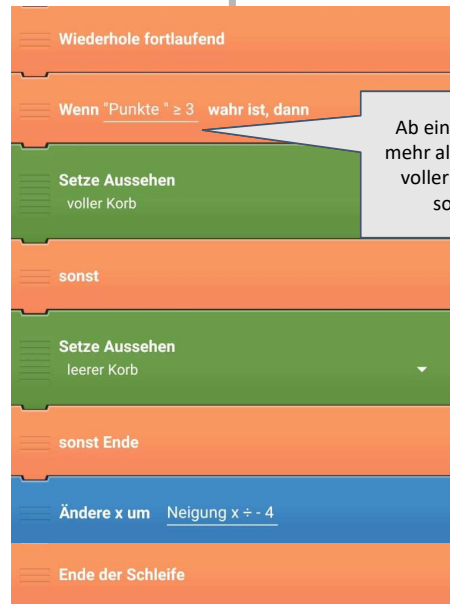 Wiederhole fortlaufend
Wenn "Punkte " ≥ 3 wahr ist, dann
Ab ein
mehr al
voller
so
Setze Aussehen
voller Korb
sonst
Setze Aussehen
leerer Korb
sonst Ende
Ändere x um Neigung x ÷ - 4
Ende der Schleife